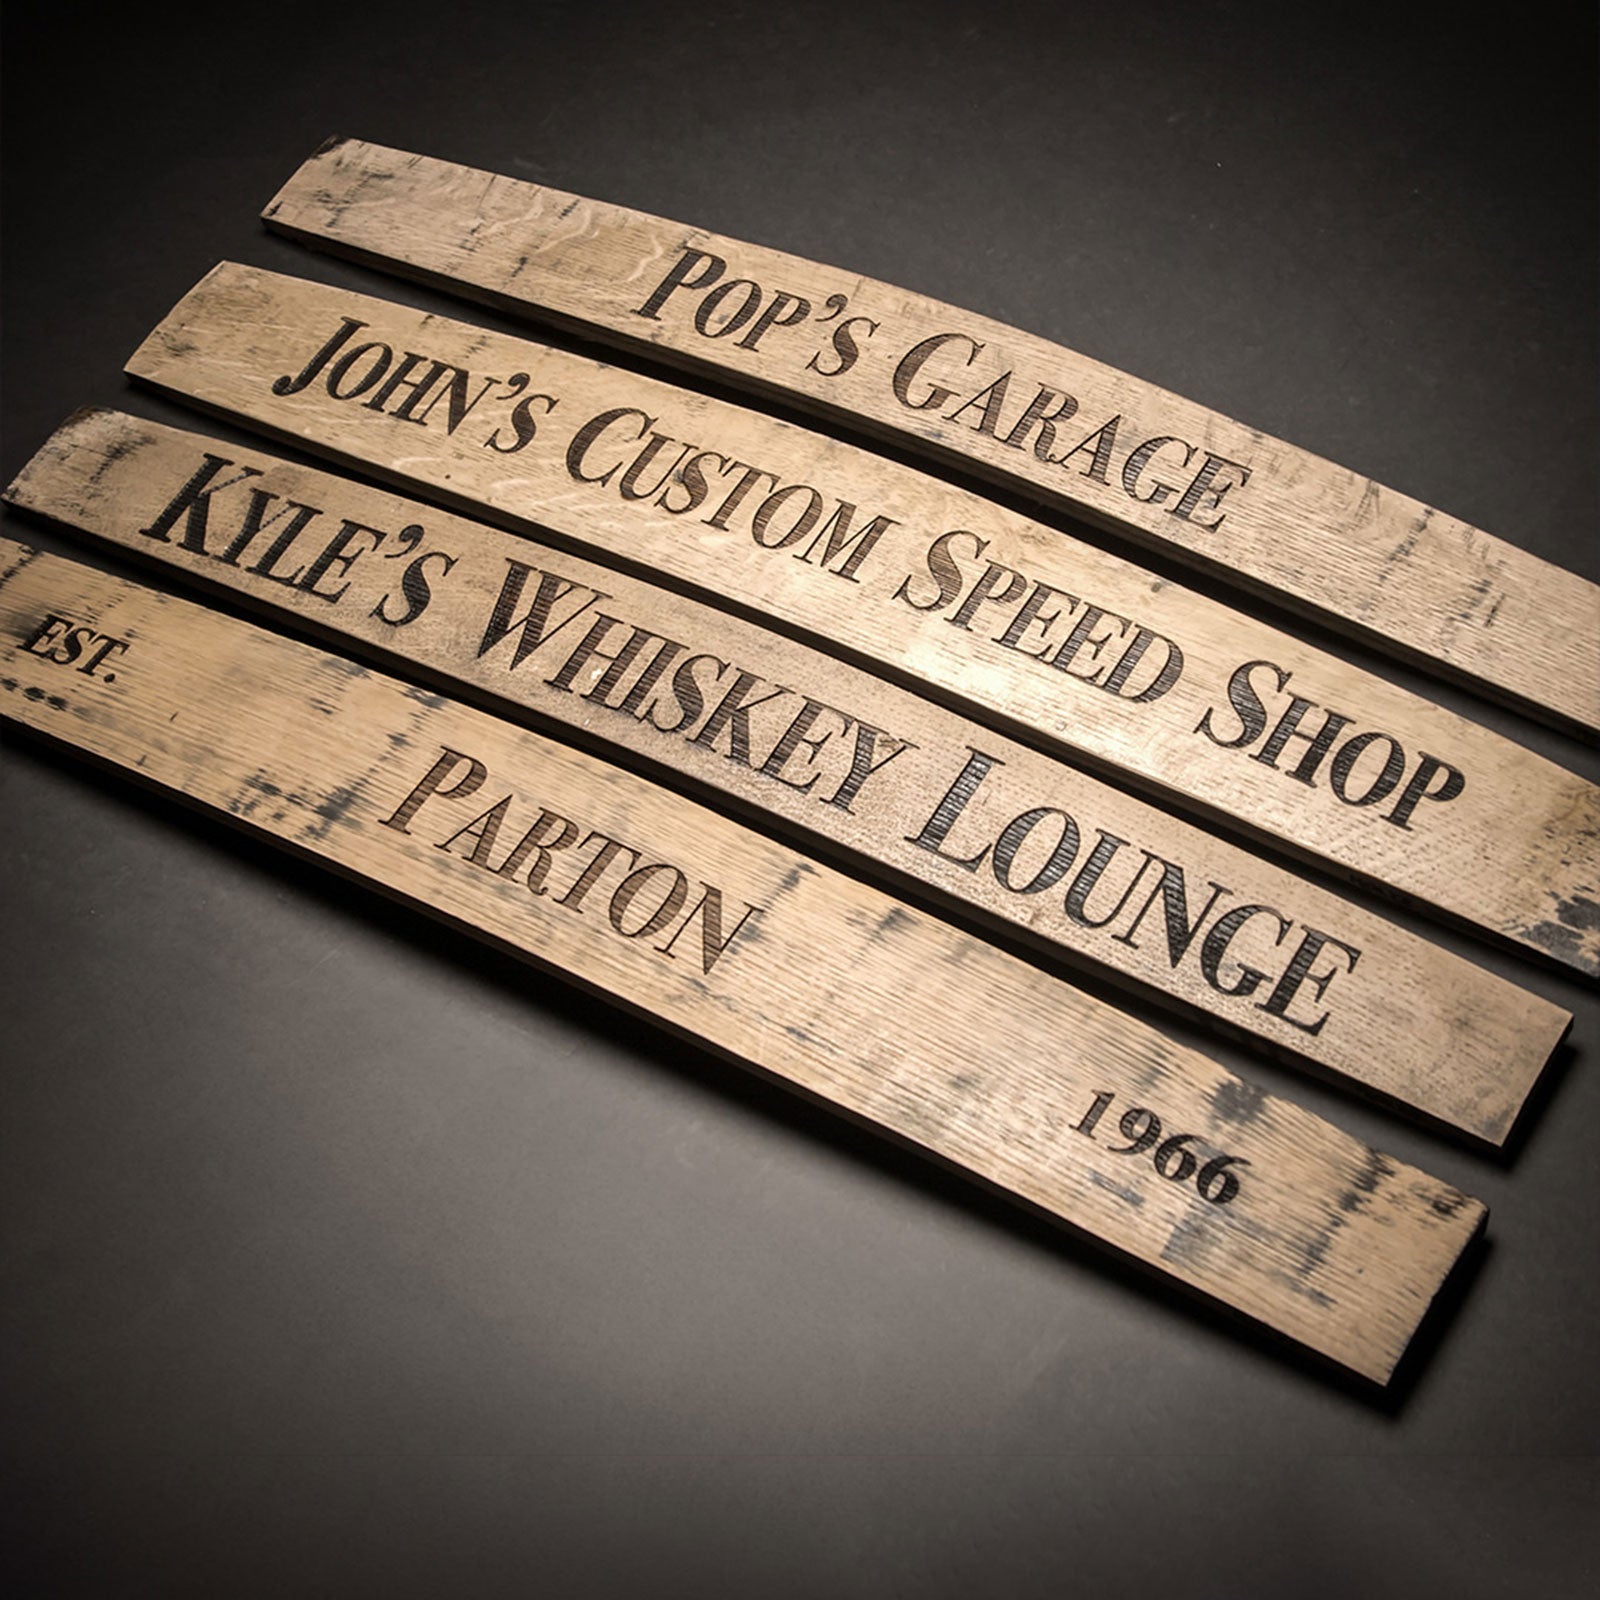 Pop's Garage
John's Custom Speed Shop
Kyle's Whiskey Lounge
EST. Parton 1966